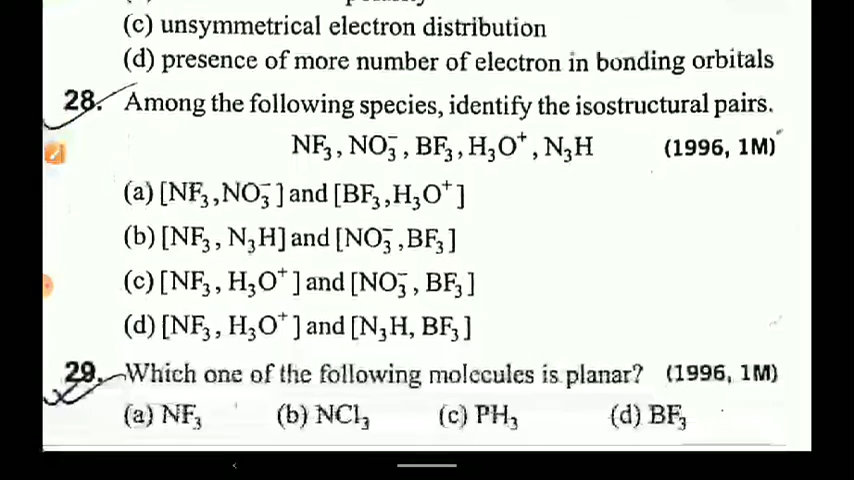 (c) unsymmetrical electron distribution
(d) presence of more number of electron in bonding orbitals
28. Among the following species, identify the isostructural pairs.
NF₃, NO₃⁻, BF₃, H₃O⁺, N₃H (1996, 1M)
(a) [NF₃, NO₃⁻] and [BF₃, H₃O⁺]
(b) [NF₃, N₃H] and [NO₃⁻, BF₃]
(c) [NF₃, H₃O⁺] and [NO₃⁻, BF₃]
(d) [NF₃, H₃O⁺] and [N₃H, BF₃]
29. Which one of the following molecules is planar? (1996, 1M)
(a) NF₃ (b) NCl₃ (c) PH₃ (d) BF₃